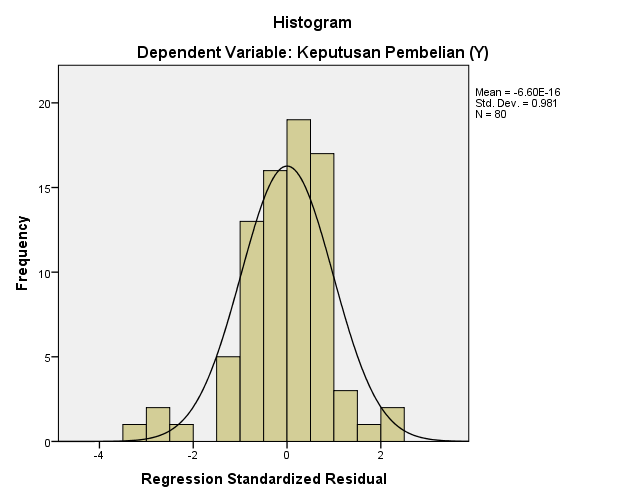 Histogram
Dependent Variable: Keputusan Pembelian (Y)
Mean = -6.60E-16
Std. Dev. = 0.981
N = 80
20
15
10
5
0
Frequency
-4
-2
0
2
Regression Standardized Residual